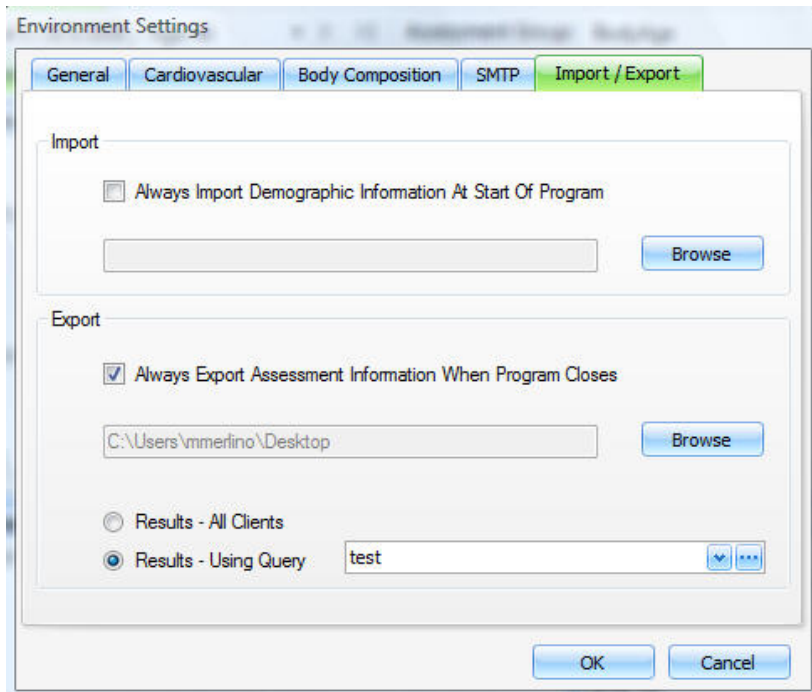 Environment Settings
General Cardiovascular Body Composition SMTP Import / Export
Import
Always Import Demographic Information At Start Of Program
Browse
Export
Always Export Assessment Information When Program Closes
C:\Users\mmerlino\Desktop Browse
Results - All Clients
Results - Using Query test
OK Cancel